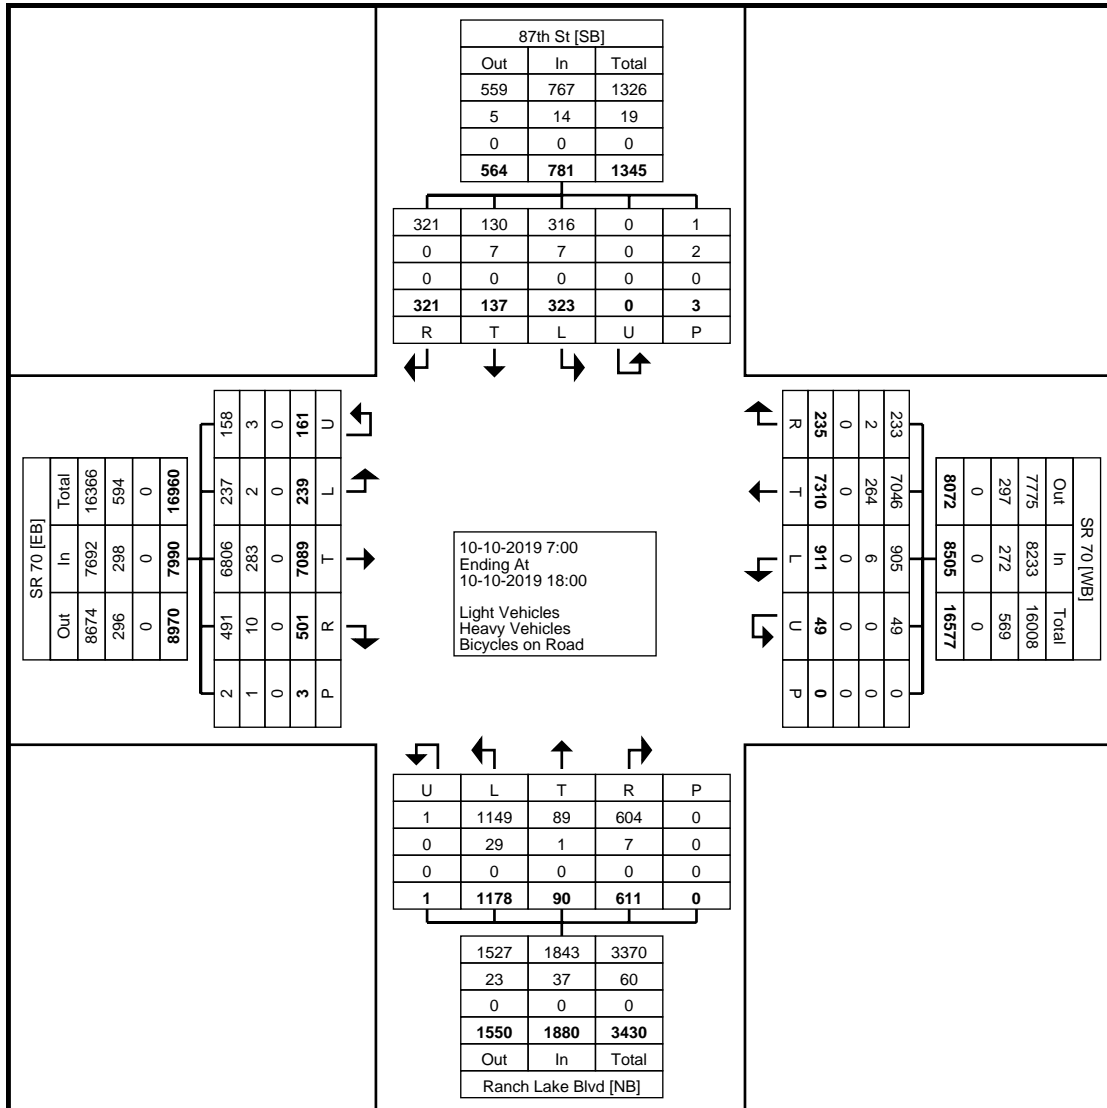 87th St [SB]
Out In Total
559 767 1326
5 14 19
0 0 0
564 781 1345
321 130 316 0 1
0 7 7 0 2
0 0 0 0 0
321 137 323 0 3
R T L U P
SR 70 [EB]
Total In Out
16366 7692 8674
594 298 296
0 0 0
16960 7990 8970
158 237 6806 491 2
3 2 283 10 1
0 0 0 0 0
161 239 7089 501 3
U L T R P
10-10-2019 7:00
Ending At
10-10-2019 18:00
Light Vehicles
Heavy Vehicles
Bicycles on Road
SR 70 [WB]
Out In Total
7775 8233 16008
297 272 569
0 0 0
8072 8505 16577
233 7046 905 49 0
2 264 6 0 0
0 0 0 0 0
235 7310 911 49 0
R T L U P
U L T R P
1 1149 89 604 0
0 29 1 7 0
0 0 0 0 0
1 1178 90 611 0
1527 1843 3370
23 37 60
0 0 0
1550 1880 3430
Out In Total
Ranch Lake Blvd [NB]